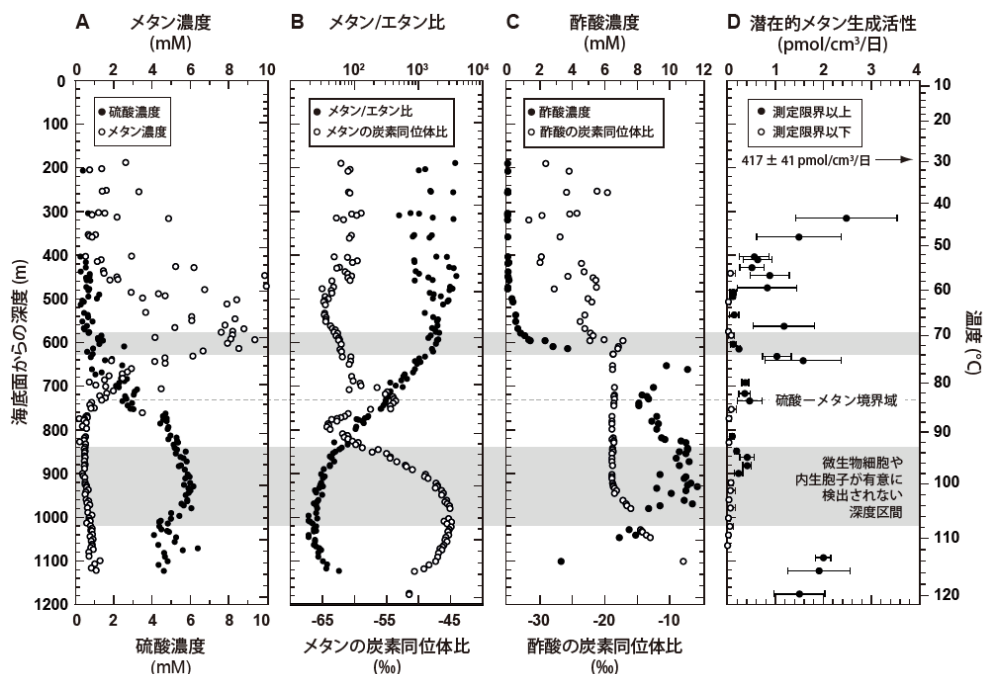 A メタン濃度
(mM)
0 2 4 6 8 10
B メタン/エタン比
10² 10³ 10⁴
C 酢酸濃度
(mM)
0 2 4 6 8 10 12
D 潜在的メタン生成活性
(pmol/cm³/日)
0 1 2 3 4
海底面からの深度 (m)
0
100
200
300
400
500
600
700
800
900
1000
1100
1200
硫酸濃度
メタン濃度
0 2 4 6 8 10
硫酸濃度
(mM)
メタン/エタン比
メタンの炭素同位体比
-65 -55 -45
メタンの炭素同位体比
(‰)
酢酸濃度
酢酸の炭素同位体比
-30 -20 -10
酢酸の炭素同位体比
(‰)
測定限界以上
測定限界以下
417 ± 41 pmol/cm³/日
硫酸ーメタン境界域
微生物細胞や
内生胞子が有意に
検出されない
深度区間
10
20
30
40
50
60
70
80
90
100
110
120
温度 (°C)